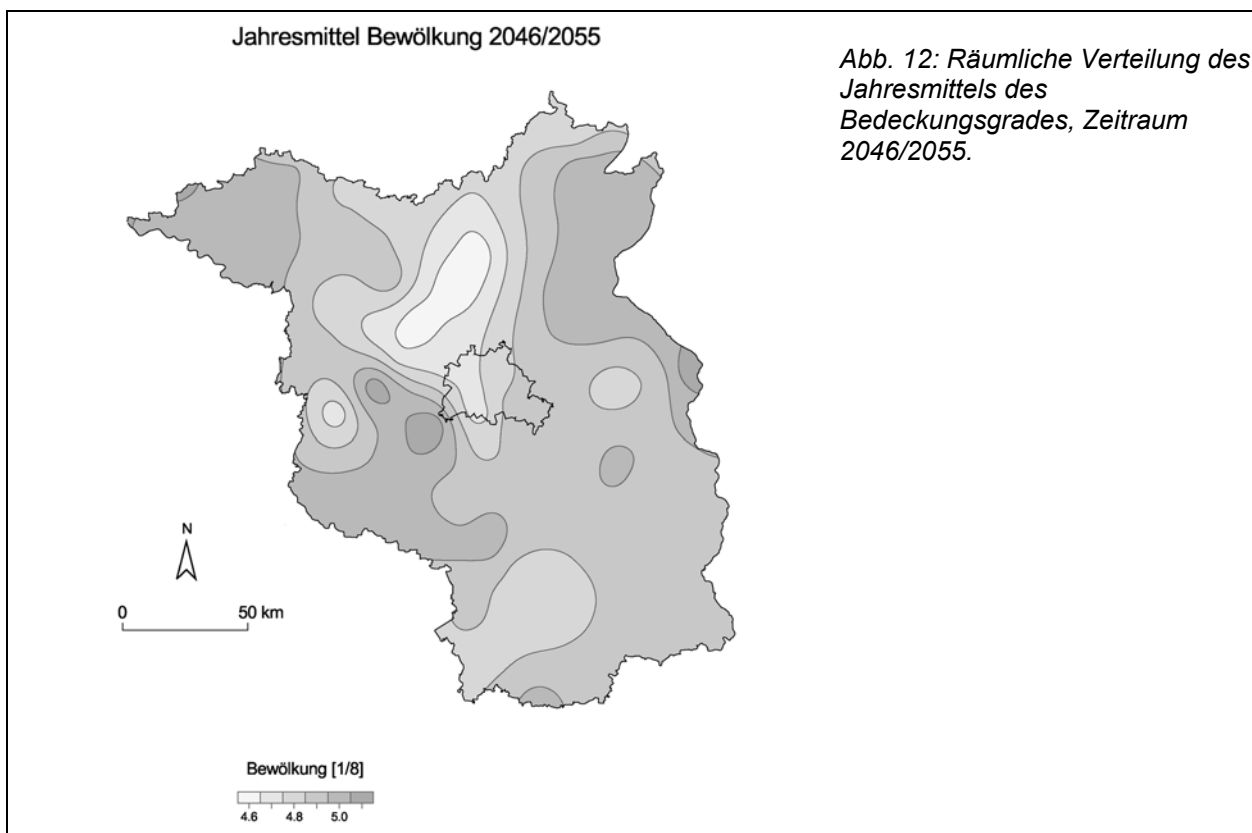 Jahresmittel Bewölkung 2046/2055
Abb. 12: Räumliche Verteilung des
Jahresmittels des
Bedeckungsgrades, Zeitraum
2046/2055.
N
0 50 km
Bewölkung [1/8]
4.6 4.8 5.0